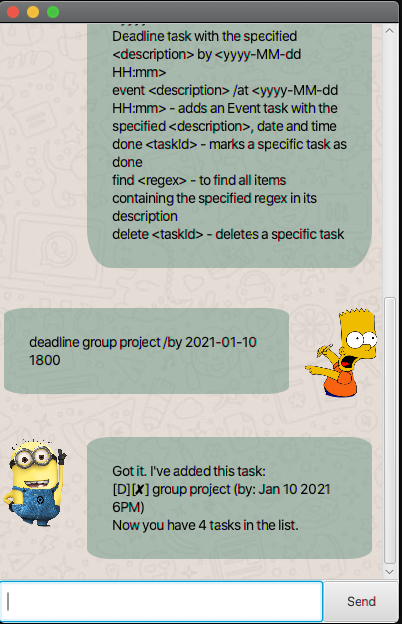 Deadline task with the specified
<description> by <yyyy-MM-dd
HH:mm>
event <description> /at <yyyy-MM-dd
HH:mm> - adds an Event task with the
specified <description>, date and time
done <taskId> - marks a specific task as
done
find <regex> - to find all items
containing the specified regex in its
description
delete <taskId> - deletes a specific task
deadline group project /by 2021-01-10
1800
Got it. I've added this task:
[D][✘] group project (by: Jan 10 2021
6PM)
Now you have 4 tasks in the list.
Send